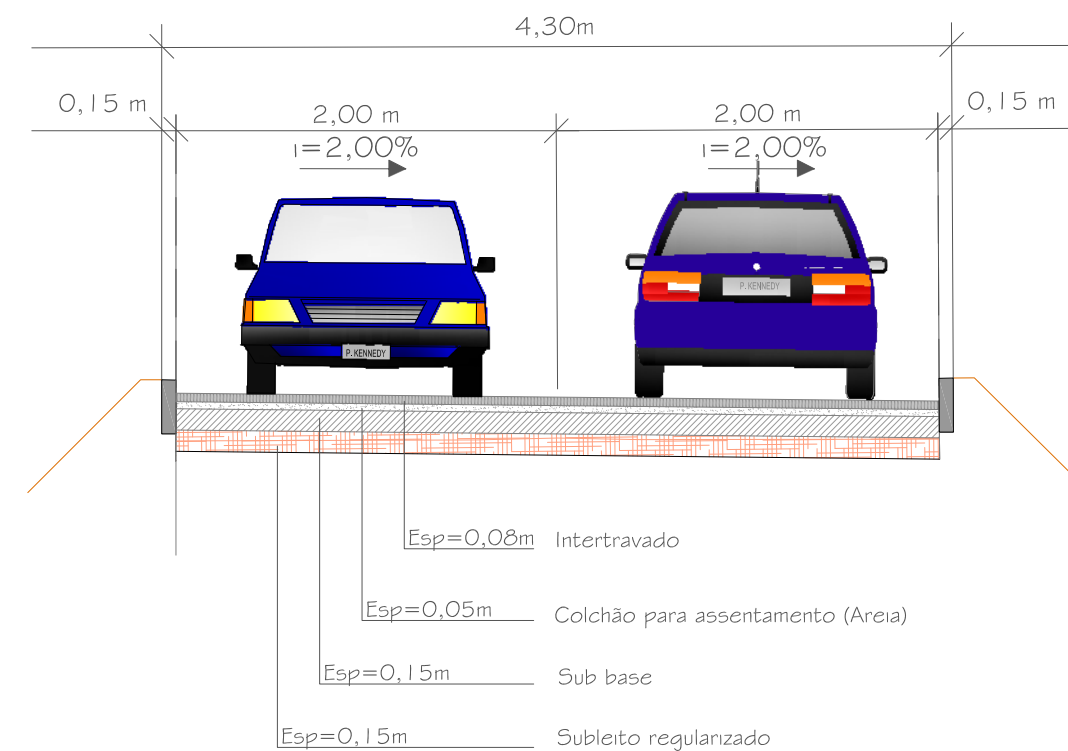 4,30m
0,15 m
2,00 m
2,00 m
0,15 m
i=2,00%
i=2,00%
P. KENNEDY
P. KENNEDY
Esp=0,08m Intertravado
Esp=0,05m Colchão para assentamento (Areia)
Esp=0,15m Sub base
Esp=0,15m Subleito regularizado